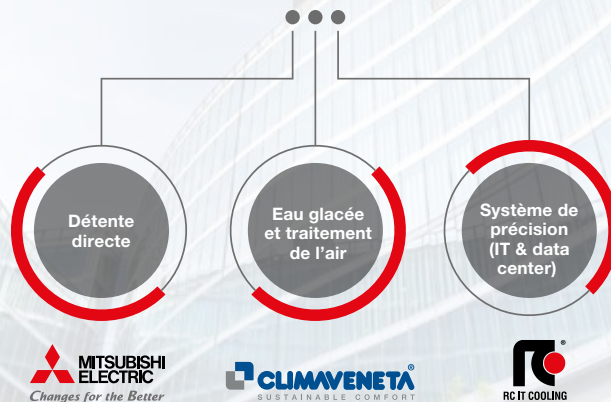 Détente
directe
Eau glacée
et traitement
de l'air
Système de
précision
(IT & data
center)
MITSUBISHI
ELECTRIC
Changes for the Better
CLIMAVENETA®
SUSTAINABLE COMFORT
®
RC IT COOLING